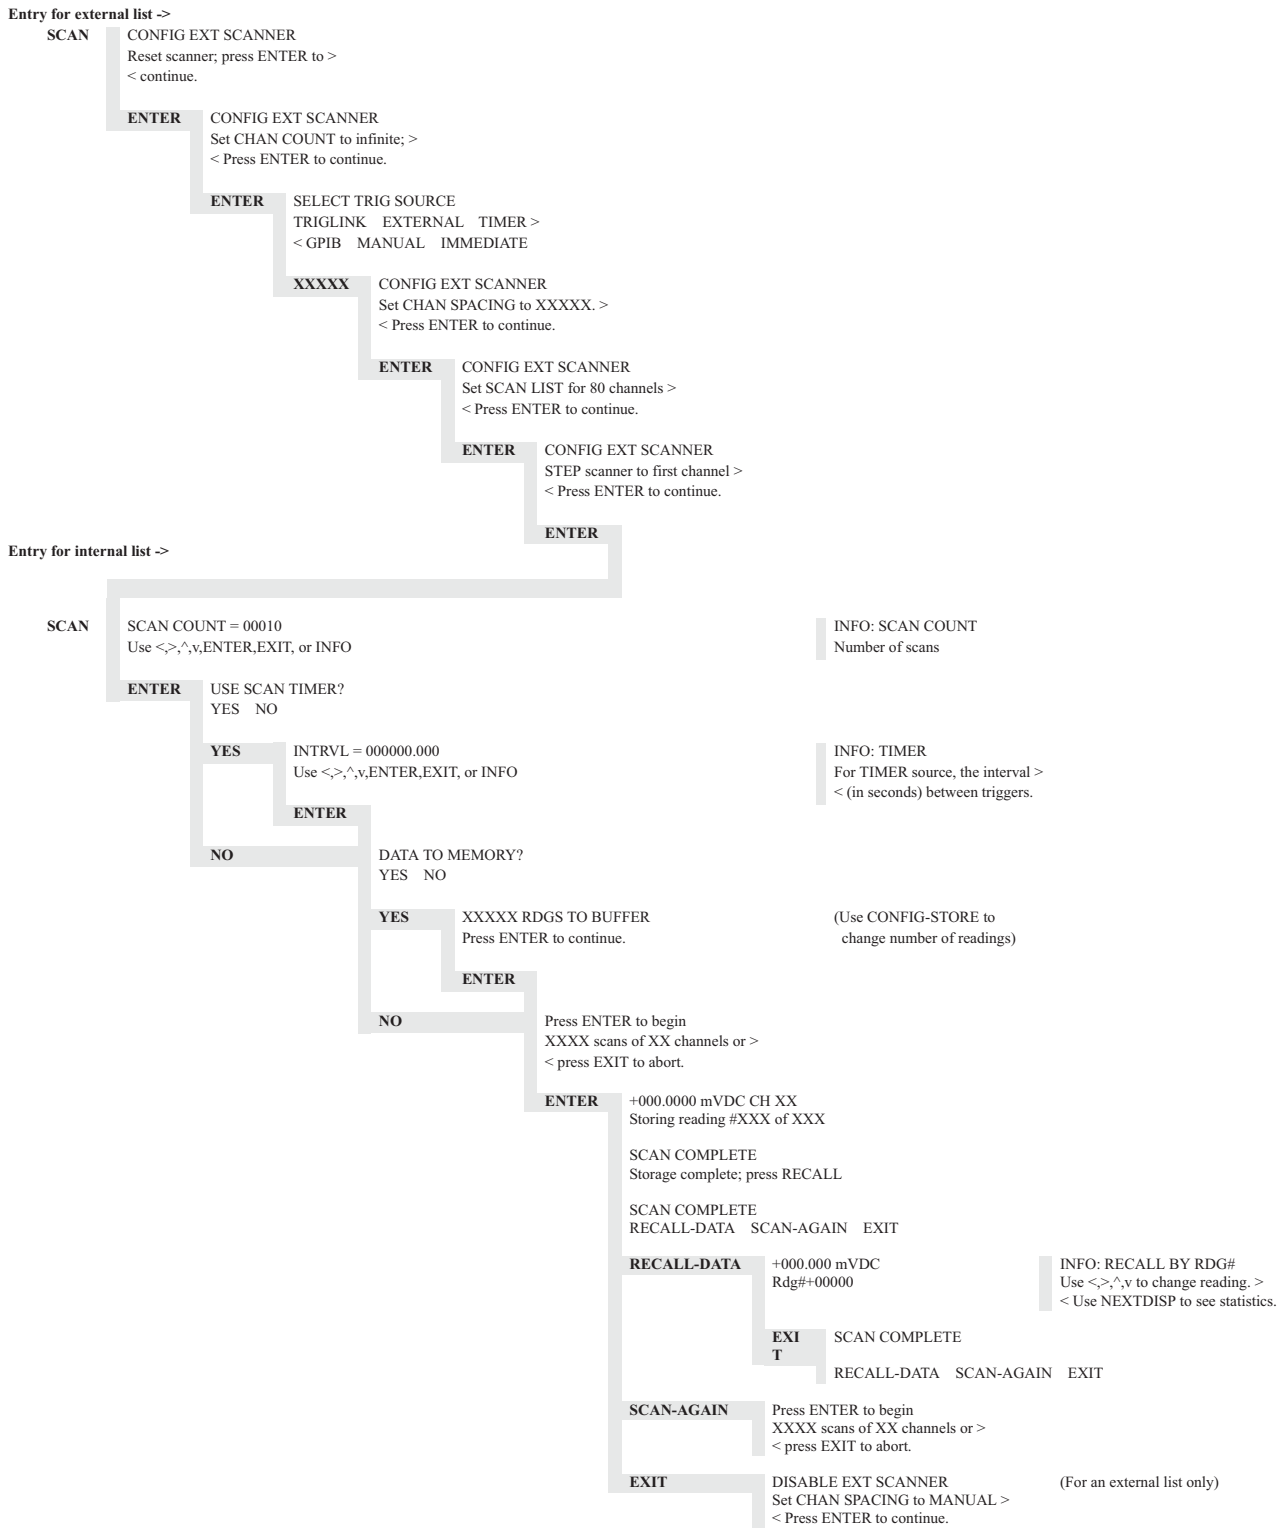 Entry for external list ->
SCAN CONFIG EXT SCANNER
Reset scanner; press ENTER to >
< continue.
ENTER CONFIG EXT SCANNER
Set CHAN COUNT to infinite; >
< Press ENTER to continue.
ENTER SELECT TRIG SOURCE
TRIGLINK EXTERNAL TIMER >
< GPIB MANUAL IMMEDIATE
XXXXX CONFIG EXT SCANNER
Set CHAN SPACING to XXXXX. >
< Press ENTER to continue.
ENTER CONFIG EXT SCANNER
Set SCAN LIST for 80 channels >
< Press ENTER to continue.
ENTER CONFIG EXT SCANNER
STEP scanner to first channel >
< Press ENTER to continue.
ENTER
Entry for internal list ->
SCAN SCAN COUNT = 00010 INFO: SCAN COUNT
Use <,>,^,v,ENTER,EXIT, or INFO Number of scans
ENTER USE SCAN TIMER?
YES NO
YES INTRVL = 000000.000 INFO: TIMER
Use <,>,^,v,ENTER,EXIT, or INFO For TIMER source, the interval >
< (in seconds) between triggers.
ENTER
NO DATA TO MEMORY?
YES NO
YES XXXXX RDGS TO BUFFER (Use CONFIG-STORE to
Press ENTER to continue. change number of readings)
ENTER
NO Press ENTER to begin
XXXX scans of XX channels or >
< press EXIT to abort.
ENTER +000.0000 mVDC CH XX
Storing reading #XXX of XXX
SCAN COMPLETE
Storage complete; press RECALL
SCAN COMPLETE
RECALL-DATA SCAN-AGAIN EXIT
RECALL-DATA +000.000 mVDC INFO: RECALL BY RDG#
Rdg#+00000 Use <,>,^,v to change reading. >
< Use NEXTDISP to see statistics.
EXI SCAN COMPLETE
T
RECALL-DATA SCAN-AGAIN EXIT
SCAN-AGAIN Press ENTER to begin
XXXX scans of XX channels or >
< press EXIT to abort.
EXIT DISABLE EXT SCANNER (For an external list only)
Set CHAN SPACING to MANUAL >
< Press ENTER to continue.